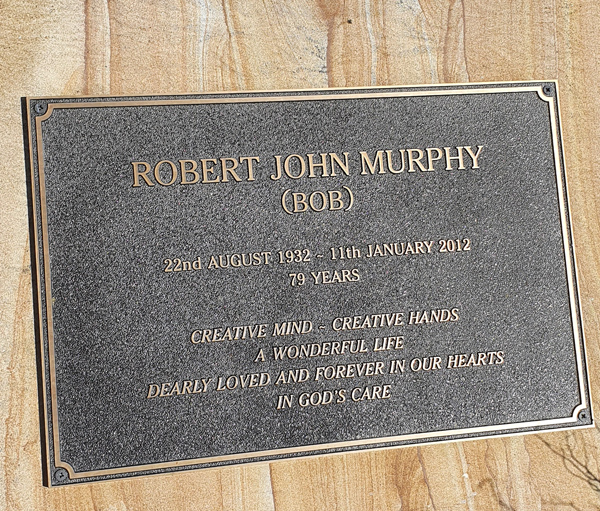 ROBERT JOHN MURPHY
(BOB)
22nd AUGUST 1932 ~ 11th JANUARY 2012
79 YEARS
CREATIVE MIND ~ CREATIVE HANDS
A WONDERFUL LIFE
DEARLY LOVED AND FOREVER IN OUR HEARTS
IN GOD'S CARE